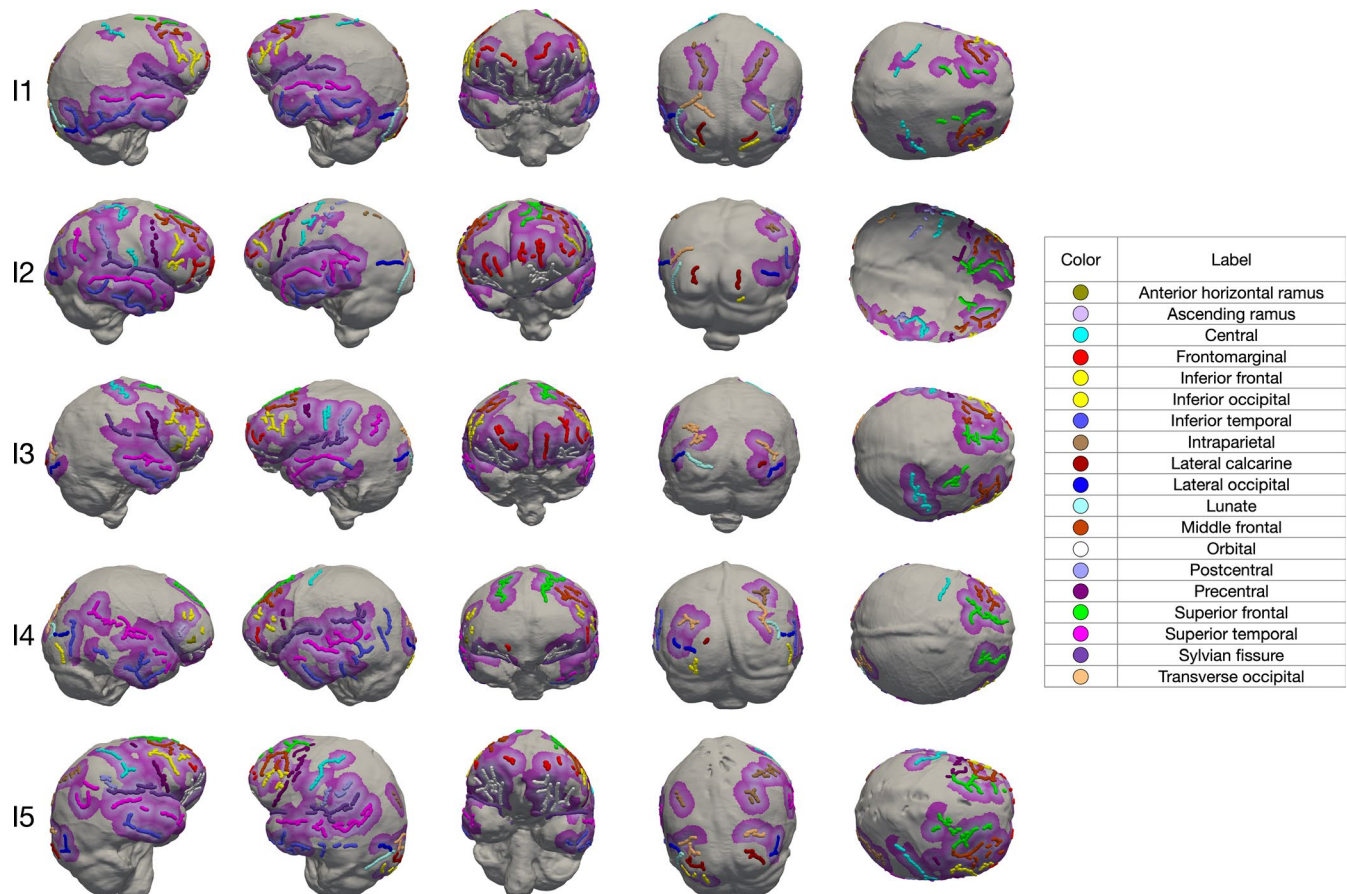 I1
I2
I3
I4
I5
Color Label
Anterior horizontal ramus
Ascending ramus
Central
Frontomarginal
Inferior frontal
Inferior occipital
Inferior temporal
Intraparietal
Lateral calcarine
Lateral occipital
Lunate
Middle frontal
Orbital
Postcentral
Precentral
Superior frontal
Superior temporal
Sylvian fissure
Transverse occipital